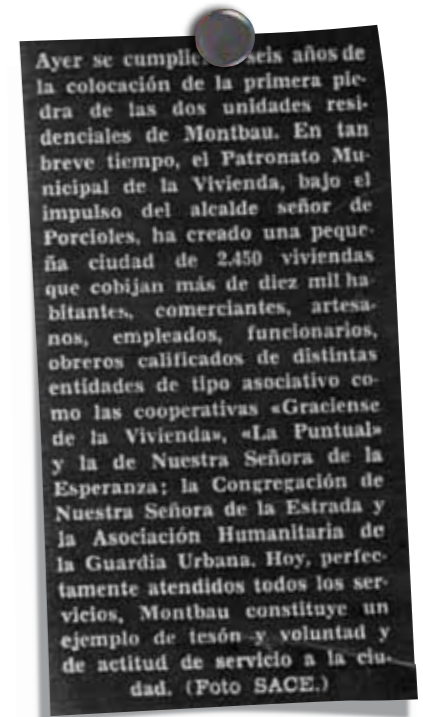 Ayer se cumplie seis años de
la colocación de la primera pie-
dra de las dos unidades resi-
denciales de Montbau. En tan
breve tiempo, el Patronato Mu-
nicipal de la Vivienda, bajo el
impulso del alcalde señor de
Porcioles, ha creado una peque-
ña ciudad de 2.450 viviendas
que cobijan más de diez mil ha-
bitantes, comerciantes, artesa-
nos, empleados, funcionarios,
obreros calificados de distintas
entidades de tipo asociativo co-
mo las cooperativas «Graciense
de la Vivienda», «La Puntual»
y la de Nuestra Señora de la
Esperanza; la Congregación de
Nuestra Señora de la Estrada y
la Asociación Humanitaria de
la Guardia Urbana. Hoy, perfec-
tamente atendidos todos los ser-
vicios, Montbau constituye un
ejemplo de tesón y voluntad y
de actitud de servicio a la ciu-
dad. (Foto SACE.)